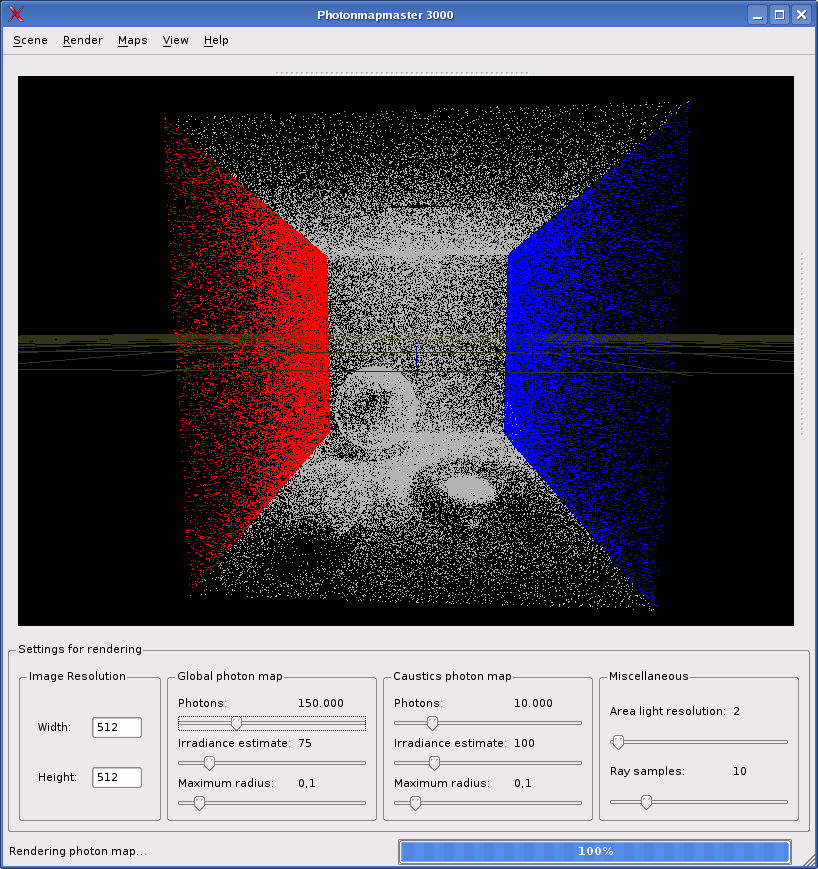 Photonmapmaster 3000
Scene Render Maps View Help
Settings for rendering
Image Resolution
Width: 512
Height: 512
Global photon map
Photons: 150.000
Irradiance estimate: 75
Maximum radius: 0,1
Caustics photon map
Photons: 10.000
Irradiance estimate: 100
Maximum radius: 0,1
Miscellaneous
Area light resolution: 2
Ray samples: 10
Rendering photon map...
100%